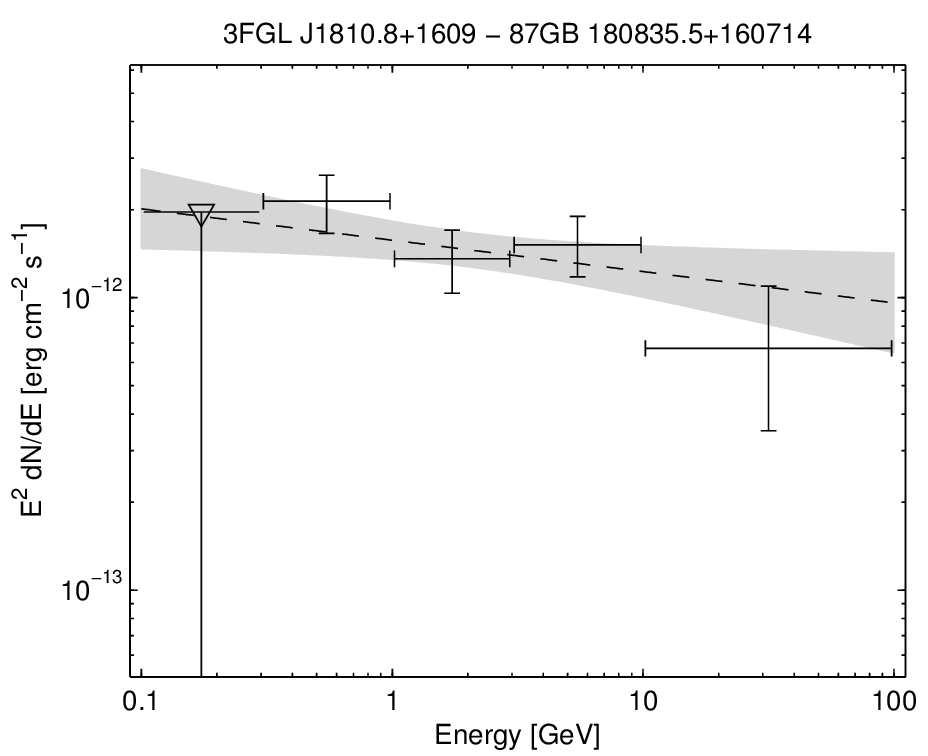 3FGL J1810.8+1609 − 87GB 180835.5+160714
E² dN/dE [erg cm⁻² s⁻¹]
10⁻¹²
10⁻¹³
0.1 1 10 100
Energy [GeV]